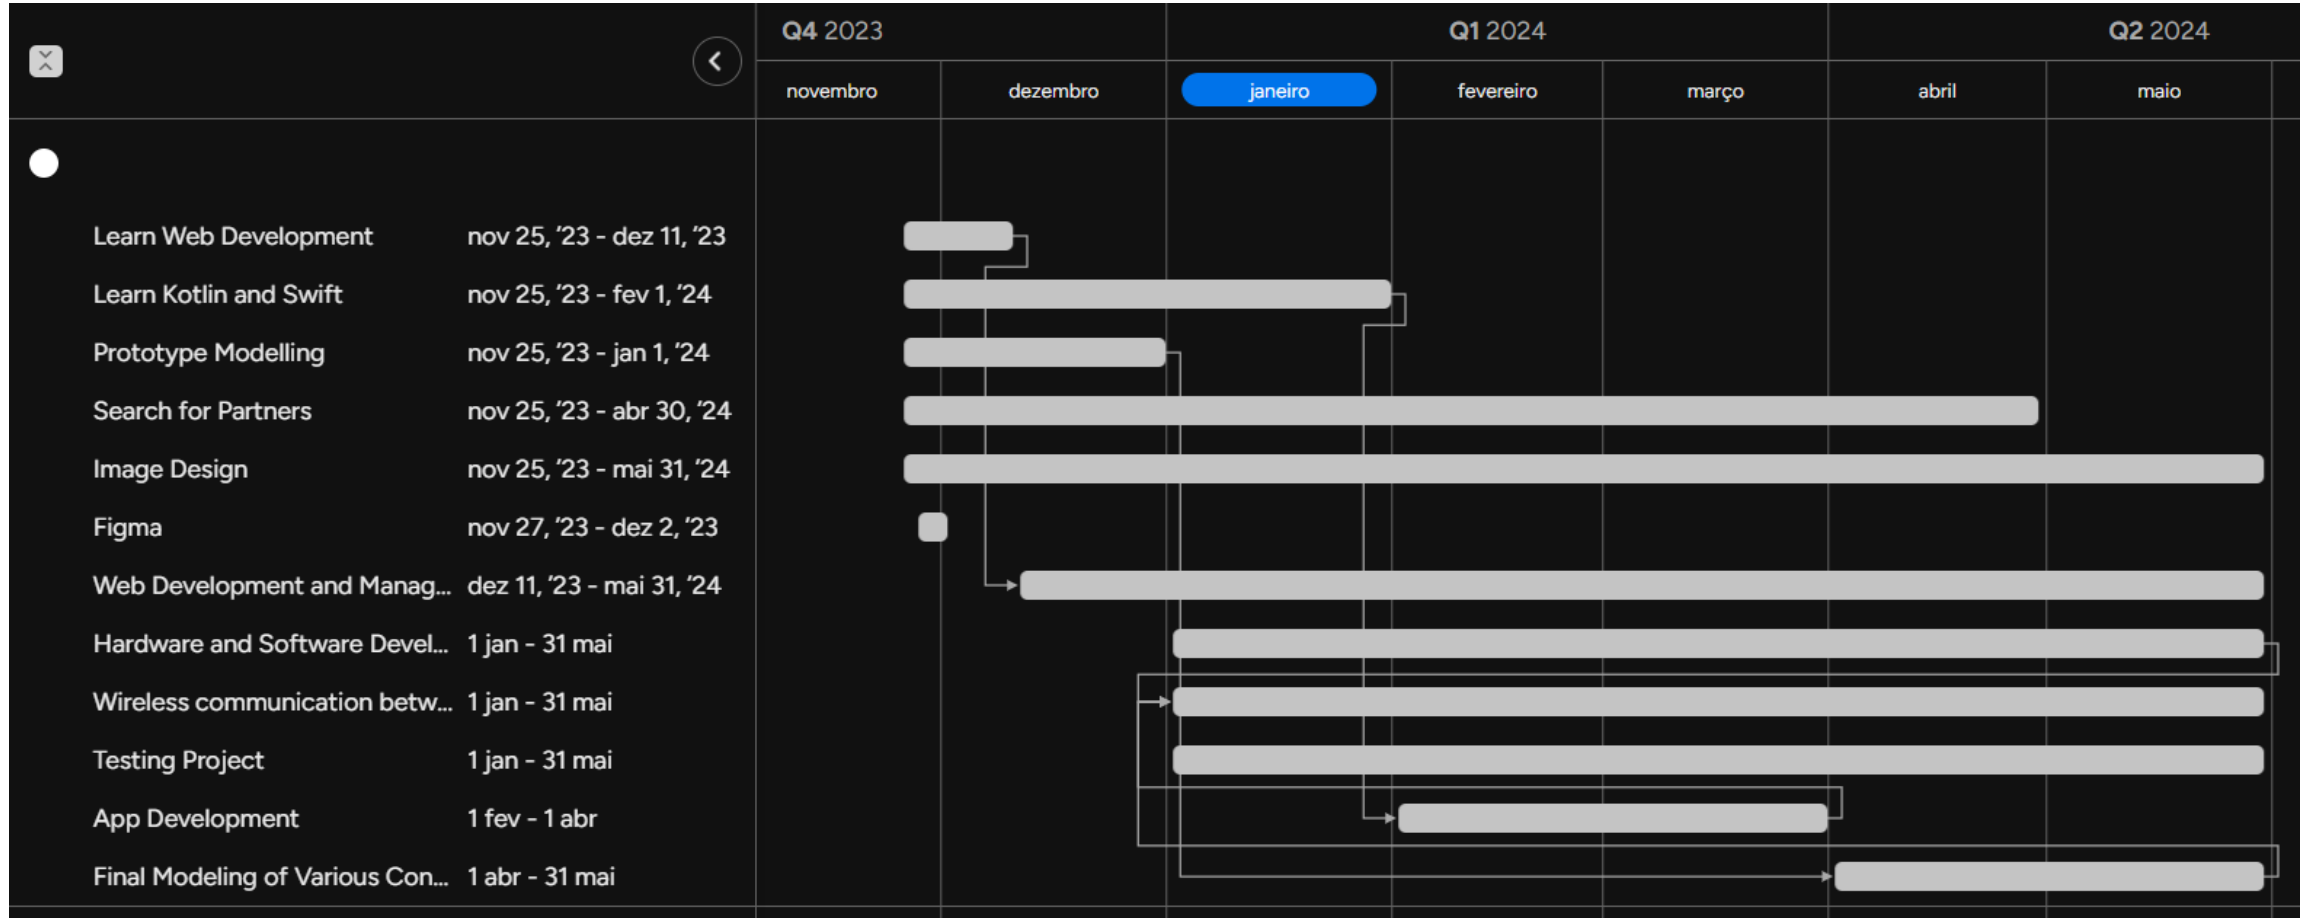 Q4 2023 Q1 2024 Q2 2024
novembro dezembro janeiro fevereiro março abril maio
Learn Web Development nov 25, '23 - dez 11, '23
Learn Kotlin and Swift nov 25, '23 - fev 1, '24
Prototype Modelling nov 25, '23 - jan 1, '24
Search for Partners nov 25, '23 - abr 30, '24
Image Design nov 25, '23 - mai 31, '24
Figma nov 27, '23 - dez 2, '23
Web Development and Manag... dez 11, '23 - mai 31, '24
Hardware and Software Devel... 1 jan - 31 mai
Wireless communication betw... 1 jan - 31 mai
Testing Project 1 jan - 31 mai
App Development 1 fev - 1 abr
Final Modeling of Various Con... 1 abr - 31 mai